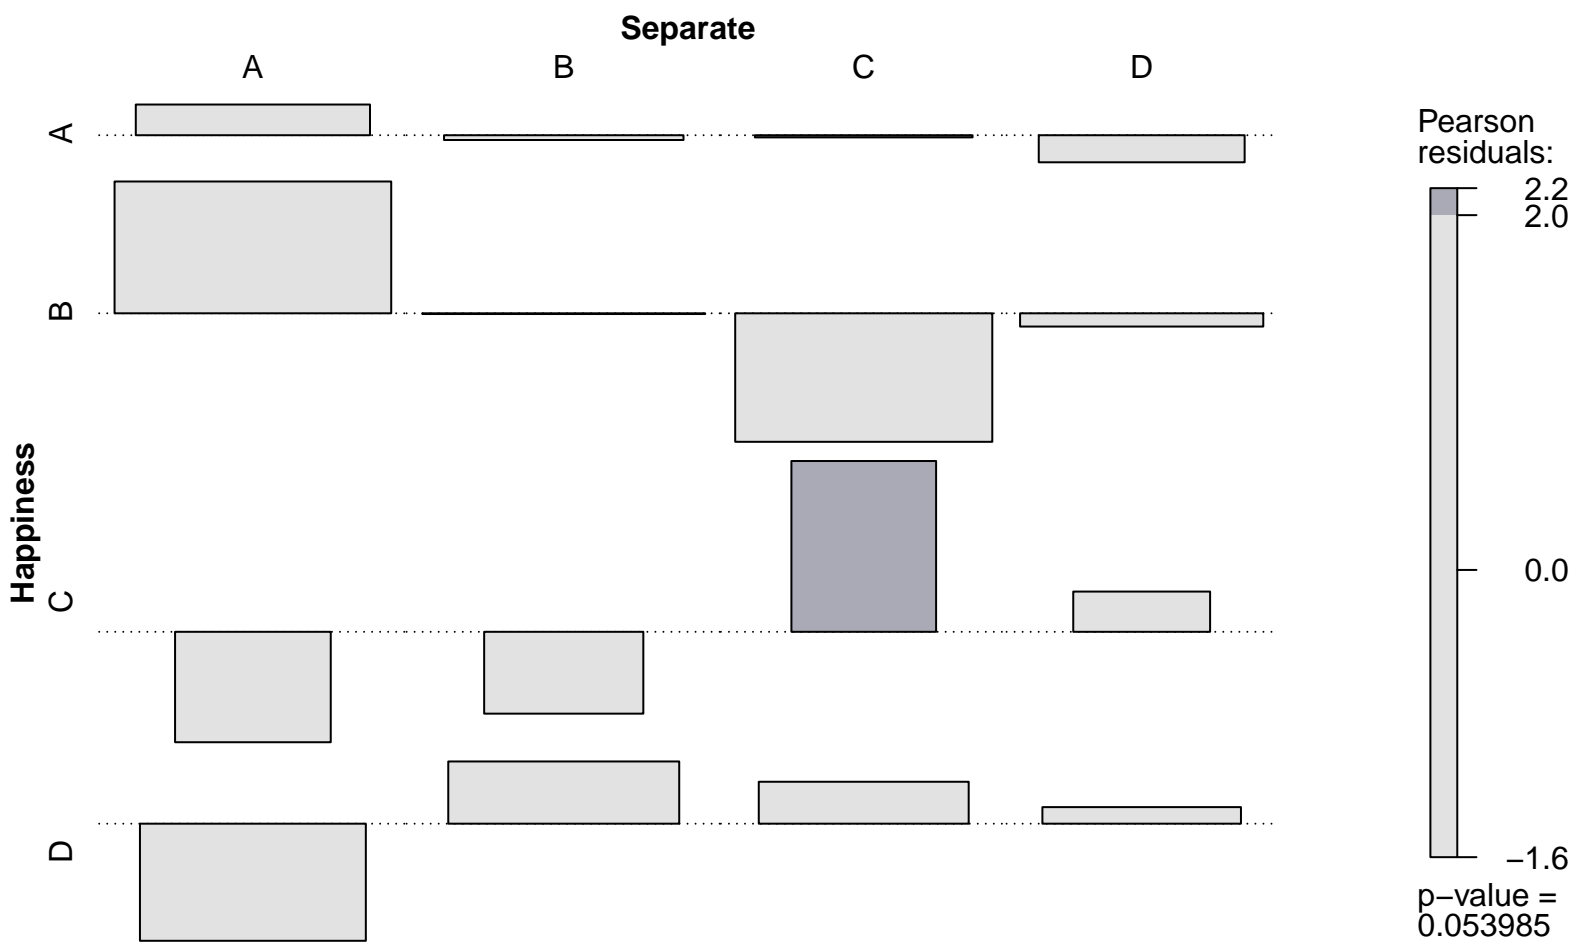 Separate
A B C D
Happiness
A
B
C
D
Pearson
residuals:
2.2
2.0
0.0
−1.6
p−value =
0.053985